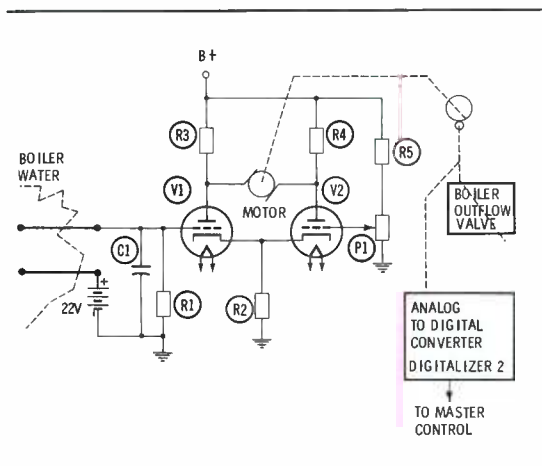 B+
R3
R4
R5
BOILER
WATER
V1
V2
MOTOR
BOILER
OUTFLOW
VALVE
C1
P1
+
22V
R1
R2
ANALOG
TO DIGITAL
CONVERTER
DIGITALIZER 2
TO MASTER
CONTROL